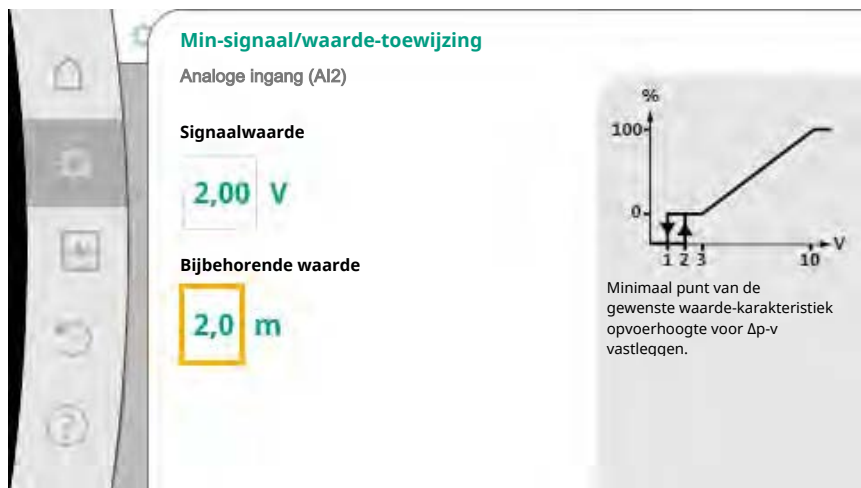 Min-signaal/waarde-toewijzing
Analoge ingang (AI2)
Signaalwaarde
2,00 V
Bijbehorende waarde
2,0 m
%
100
0
1 2 3 10 V
Minimaal punt van de
gewenste waarde-karakteristiek
opvoerhoogte voor Δp-v
vastleggen.
?